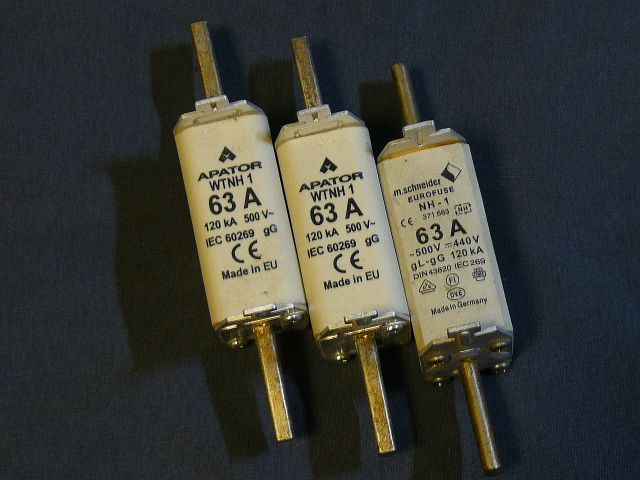 APATOR
WTNH 1
63 A
120 kA 500 V~
IEC 60269 gG
CE
Made in EU
APATOR
WTNH 1
63 A
120 kA 500 V~
IEC 60269 gG
CE
Made in EU
m.schneider
EUROFUSE
NH-1
CE 371 663 NH
63 A
~500V ⎓440V
gL-gG 120 kA
DIN 43620 IEC 269
FI
Made in Germany